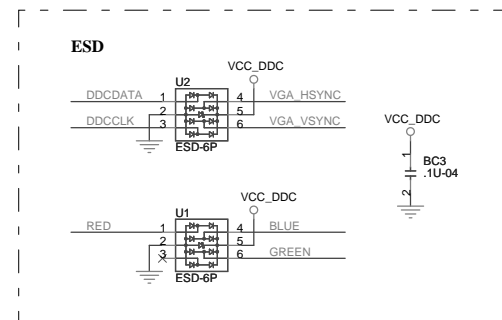 ESD
VCC_DDC
U2
DDCDATA 1 4 VGA_HSYNC
2 5
DDCCLK 3 6 VGA_VSYNC
ESD-6P
VCC_DDC
1
BC3
.1U-04
2
VCC_DDC
U1
RED 1 4 BLUE
2 5
3 6 GREEN
ESD-6P